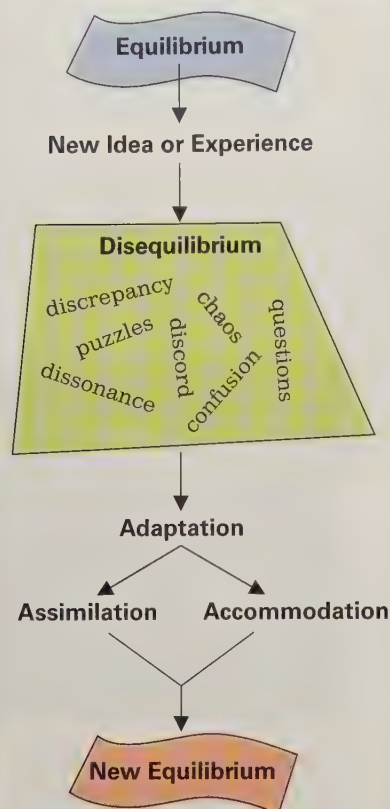 Equilibrium
New Idea or Experience
Disequilibrium
discrepancy
chaos
questions
puzzles
discord
dissonance
confusion
Adaptation
Assimilation Accommodation
New Equilibrium